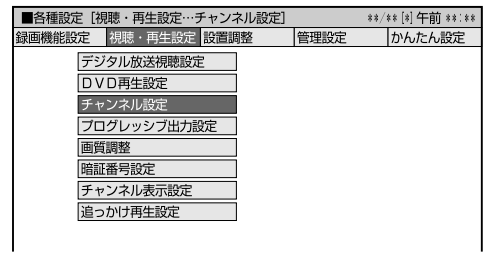 ■各種設定［視聴・再生設定…チャンネル設定］ **/**[*]午前**:**
録画機能設定 視聴・再生設定 設置調整 管理設定 かんたん設定
デジタル放送視聴設定
ＤＶＤ再生設定
チャンネル設定
プログレッシブ出力設定
画質調整
暗証番号設定
チャンネル表示設定
追っかけ再生設定